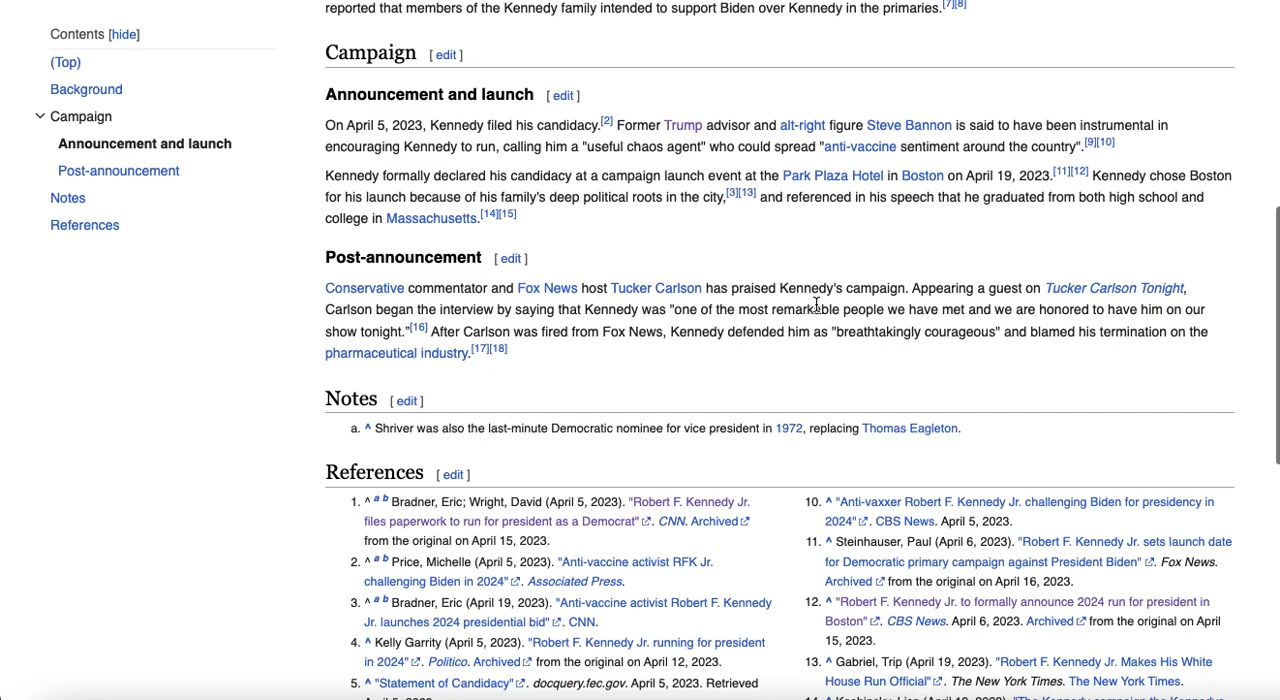 reported that members of the Kennedy family intended to support Biden over Kennedy in the primaries.[7][8]
Contents [hide]
(Top)
Background
Campaign
Announcement and launch
Post-announcement
Notes
References
Campaign [ edit ]
Announcement and launch [ edit ]
On April 5, 2023, Kennedy filed his candidacy.[2] Former Trump advisor and alt-right figure Steve Bannon is said to have been instrumental in
encouraging Kennedy to run, calling him a "useful chaos agent" who could spread "anti-vaccine sentiment around the country".[9][10]
Kennedy formally declared his candidacy at a campaign launch event at the Park Plaza Hotel in Boston on April 19, 2023.[11][12] Kennedy chose Boston
for his launch because of his family's deep political roots in the city,[3][13] and referenced in his speech that he graduated from both high school and
college in Massachusetts.[14][15]
Post-announcement [ edit ]
Conservative commentator and Fox News host Tucker Carlson has praised Kennedy's campaign. Appearing a guest on Tucker Carlson Tonight,
Carlson began the interview by saying that Kennedy was "one of the most remarkable people we have met and we are honored to have him on our
show tonight."[16] After Carlson was fired from Fox News, Kennedy defended him as "breathtakingly courageous" and blamed his termination on the
pharmaceutical industry.[17][18]
Notes [ edit ]
a. ^ Shriver was also the last-minute Democratic nominee for vice president in 1972, replacing Thomas Eagleton.
References [ edit ]
1. ^ a b Bradner, Eric; Wright, David (April 5, 2023). "Robert F. Kennedy Jr.
files paperwork to run for president as a Democrat". CNN. Archived
from the original on April 15, 2023.
2. ^ a b Price, Michelle (April 5, 2023). "Anti-vaccine activist RFK Jr.
challenging Biden in 2024". Associated Press.
3. ^ a b Bradner, Eric (April 19, 2023). "Anti-vaccine activist Robert F. Kennedy
Jr. launches 2024 presidential bid". CNN.
4. ^ Kelly Garrity (April 5, 2023). "Robert F. Kennedy Jr. running for president
in 2024". Politico. Archived from the original on April 12, 2023.
5. ^ "Statement of Candidacy". docquery.fec.gov. April 5, 2023. Retrieved
10. ^ "Anti-vaxxer Robert F. Kennedy Jr. challenging Biden for presidency in
2024". CBS News. April 5, 2023.
11. ^ Steinhauser, Paul (April 6, 2023). "Robert F. Kennedy Jr. sets launch date
for Democratic primary campaign against President Biden". Fox News.
Archived from the original on April 16, 2023.
12. ^ "Robert F. Kennedy Jr. to formally announce 2024 run for president in
Boston". CBS News. April 6, 2023. Archived from the original on April
15, 2023.
13. ^ Gabriel, Trip (April 19, 2023). "Robert F. Kennedy Jr. Makes His White
House Run Official". The New York Times. The New York Times.